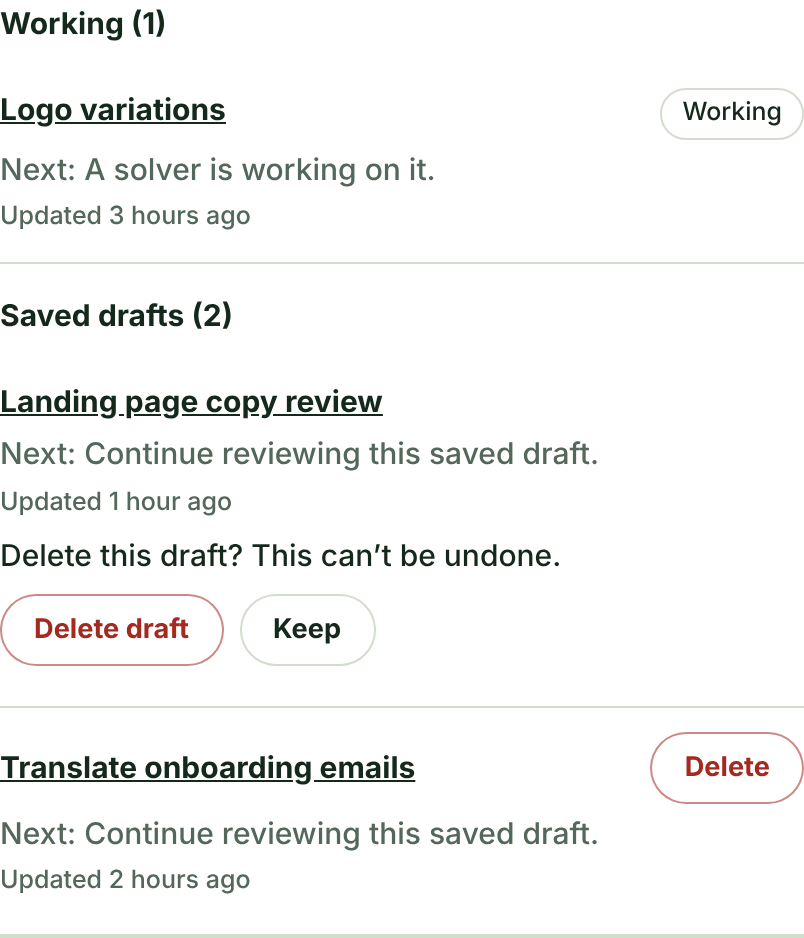 Working (1)
Logo variations
Working
Next: A solver is working on it.
Updated 3 hours ago
Saved drafts (2)
Landing page copy review
Next: Continue reviewing this saved draft.
Updated 1 hour ago
Delete this draft? This can’t be undone.
Delete draft
Keep
Translate onboarding emails
Delete
Next: Continue reviewing this saved draft.
Updated 2 hours ago